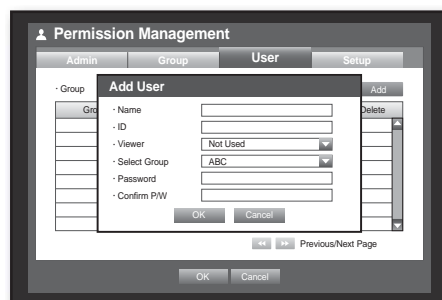 Permission Management
Admin Group User Setup
· Group Add
Add User
Gro Delete
· Name
· ID
· Viewer Not Used
· Select Group ABC
· Password
· Confirm P/W
OK Cancel
Previous/Next Page
OK Cancel